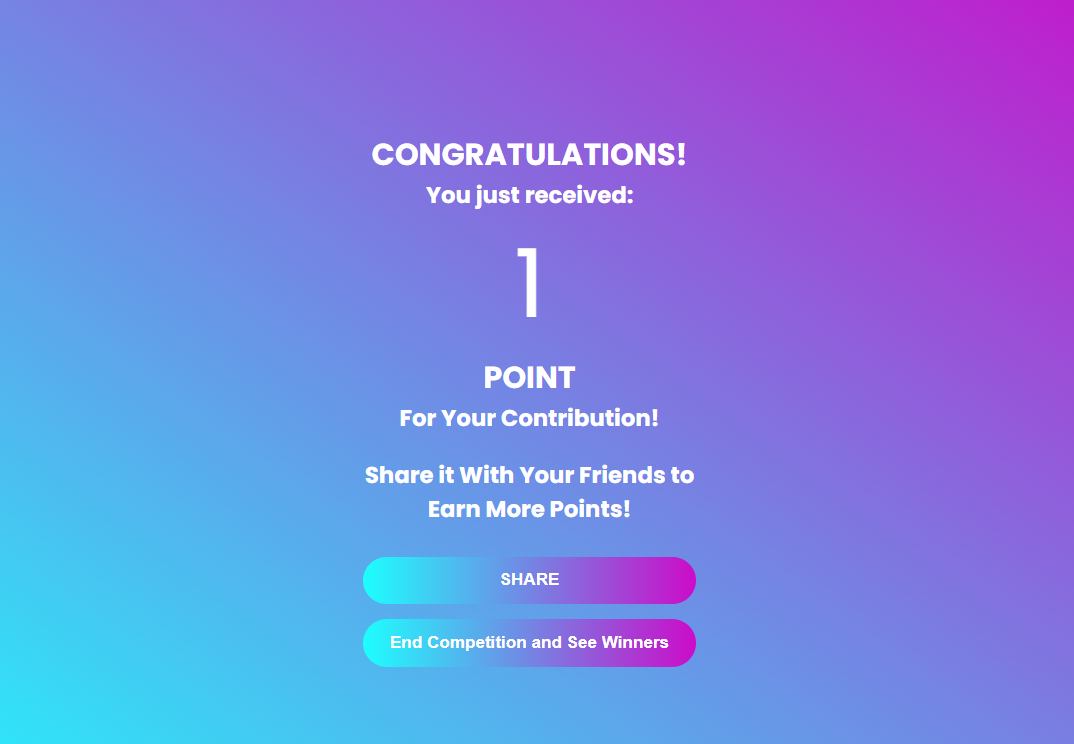 CONGRATULATIONS!
You just received:
1
POINT
For Your Contribution!
Share it With Your Friends to
Earn More Points!
SHARE
End Competition and See Winners